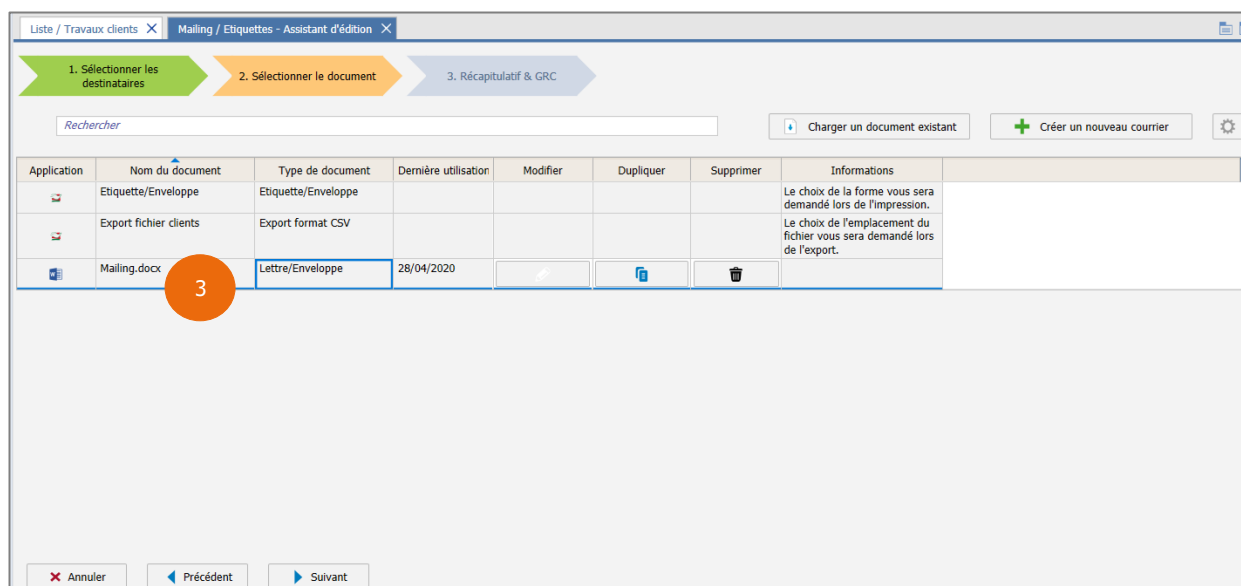 Liste / Travaux clients
Mailing / Etiquettes - Assistant d'édition
1. Sélectionner les
destinataires
2. Sélectionner le document
3. Récapitulatif & GRC
Rechercher
Charger un document existant
Créer un nouveau courrier
Application Nom du document Type de document Dernière utilisation Modifier Dupliquer Supprimer Informations
Etiquette/Enveloppe Etiquette/Enveloppe Le choix de la forme vous sera
demandé lors de l'impression.
Export fichier clients Export format CSV Le choix de l'emplacement du
fichier vous sera demandé lors
de l'export.
Mailing.docx Lettre/Enveloppe 28/04/2020
3
Annuler Précédent Suivant